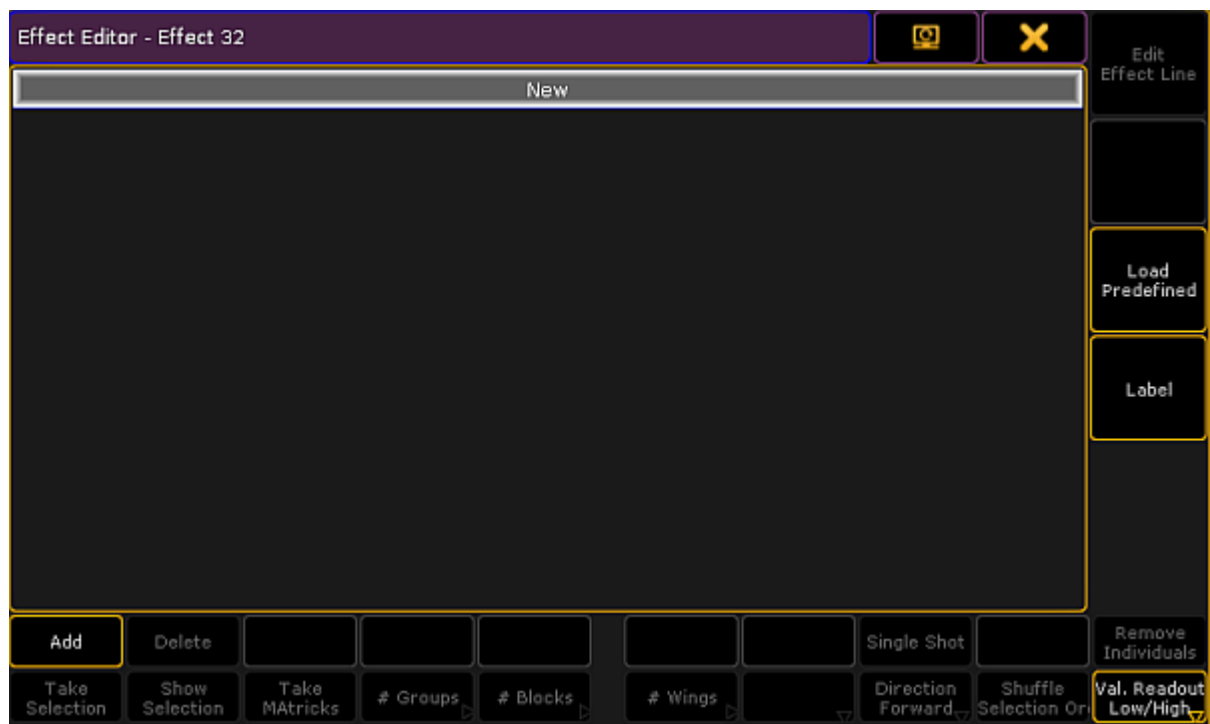 Effect Editor - Effect 32
Edit
Effect Line
New
Load
Predefined
Label
Add
Delete
Single Shot
Remove
Individuals
Take
Selection
Show
Selection
Take
MAtricks
# Groups
# Blocks
# Wings
Direction
Forward
Shuffle
Selection Or
Val. Readout
Low/High